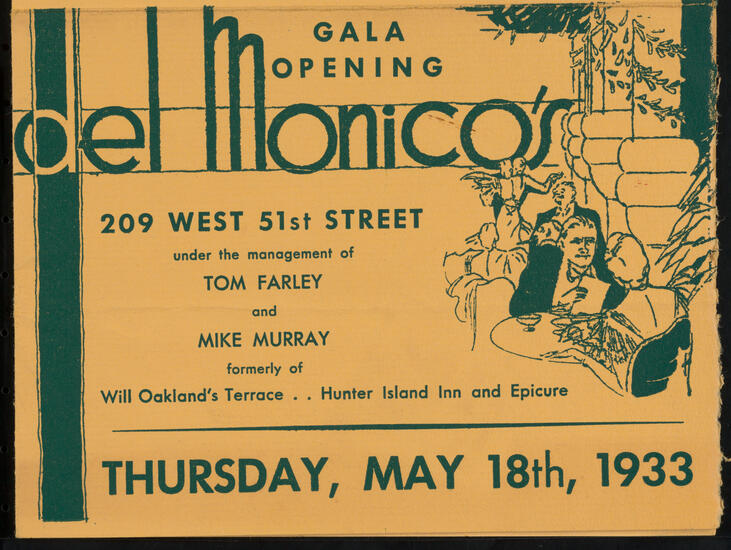 GALA
OPENING
del Monico's
209 WEST 51st STREET
under the management of
TOM FARLEY
and
MIKE MURRAY
formerly of
Will Oakland's Terrace . . Hunter Island Inn and Epicure
THURSDAY, MAY 18th, 1933